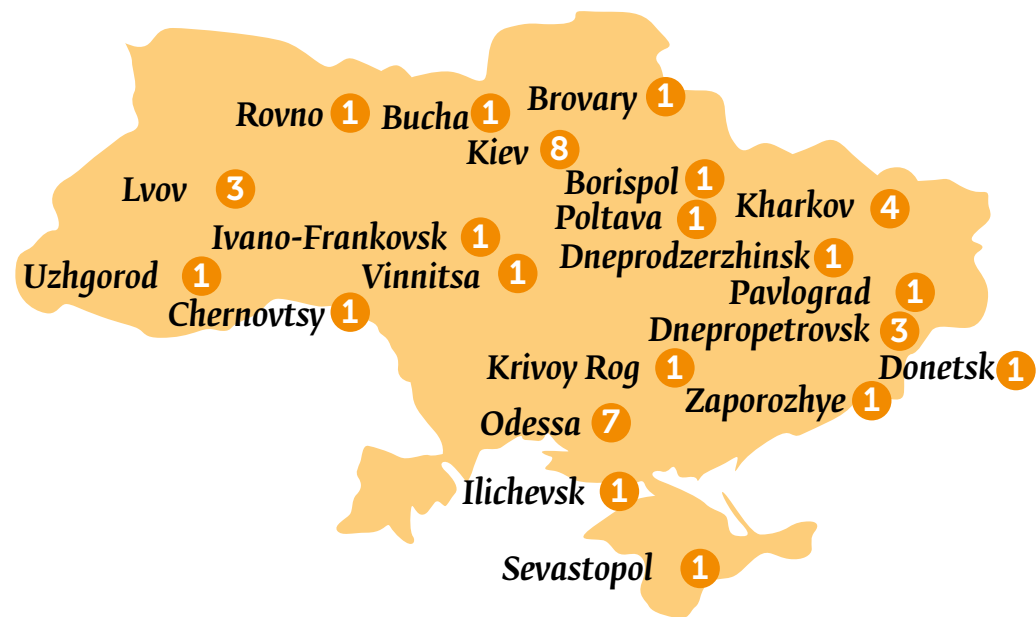 Brovary 1
Rovno 1
Bucha 1
Kiev 8
Borispol 1
Lvov 3
Kharkov 4
Poltava 1
Ivano-Frankovsk 1
Dneprodzerzhinsk 1
Uzhgorod 1
Vinnitsa 1
Pavlograd 1
Chernovtsy 1
Dnepropetrovsk 3
Krivoy Rog 1
Donetsk 1
Zaporozhye 1
Odessa 7
Ilichevsk 1
Sevastopol 1